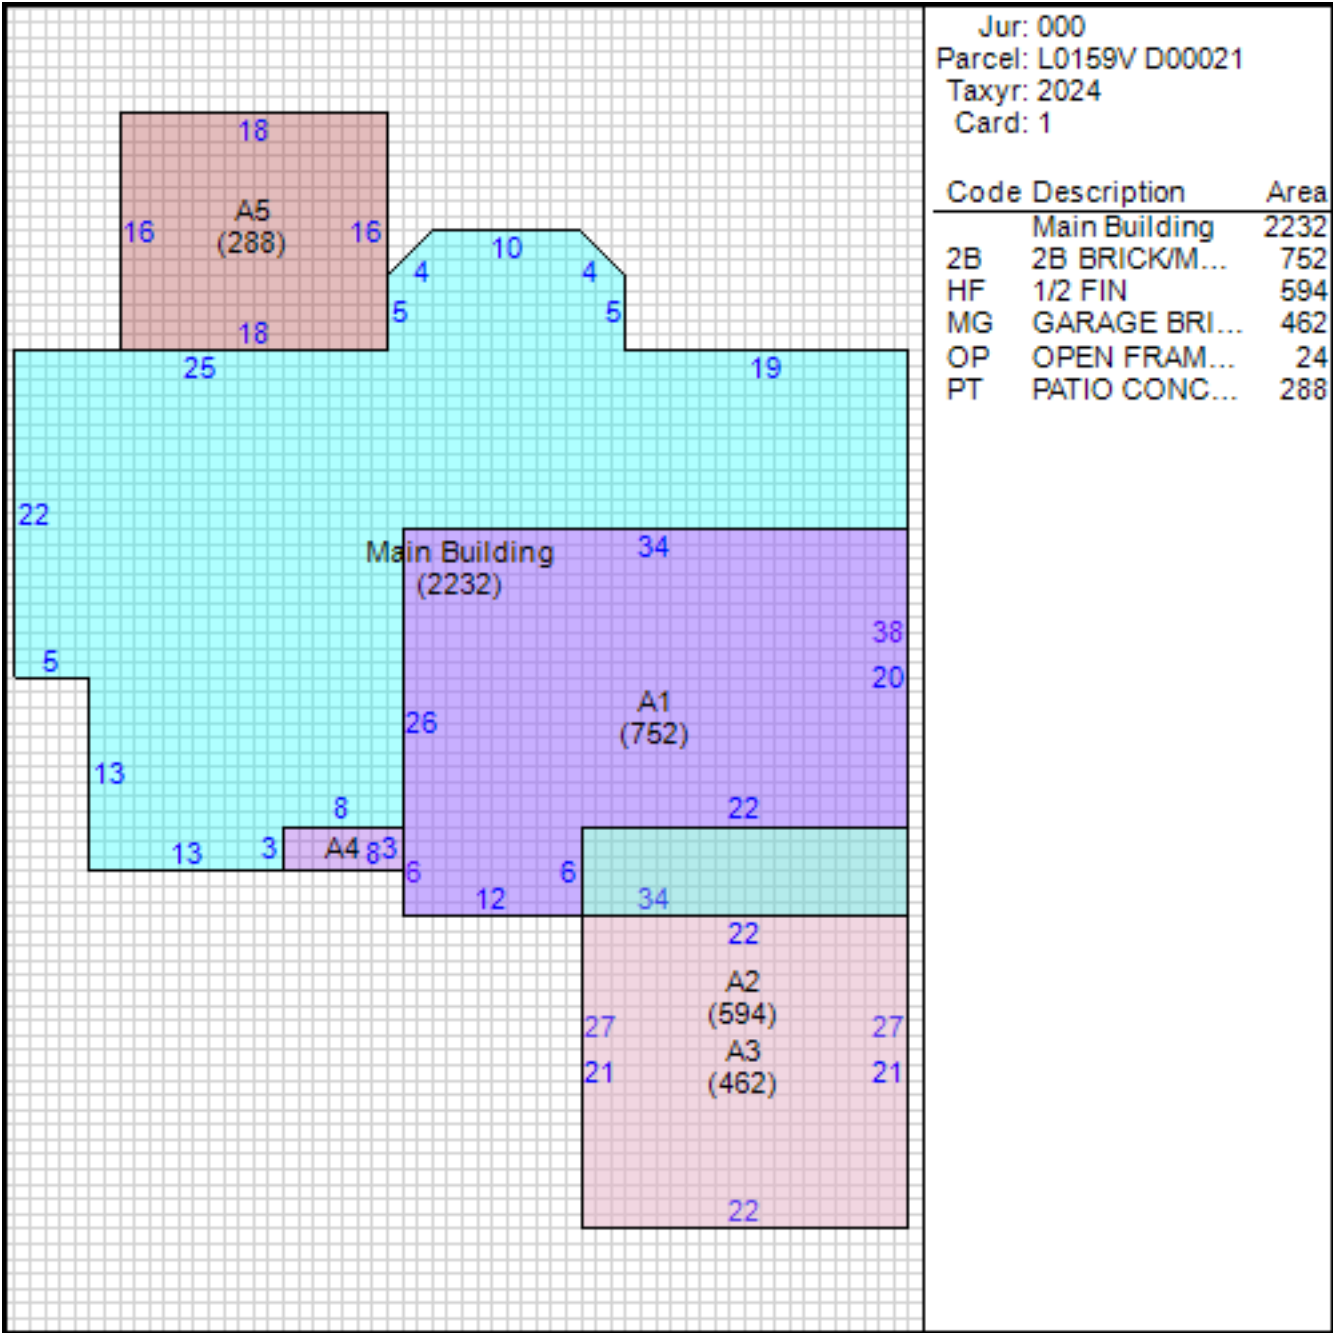 Jur: 000
Parcel: L0159V D00021
Taxyr: 2024
Card: 1
Code Description Area
Main Building 2232
2B 2B BRICK/M... 752
HF 1/2 FIN 594
MG GARAGE BRI... 462
OP OPEN FRAM... 24
PT PATIO CONC... 288
18
A5
16 (288) 16
18
10
4 4
5 5
25 19
22
Main Building
(2232)
34
38
5 20
26
A1
(752)
13
8 22
13 3 A4 8 3
6 6
12 34
22
A2
(594)
27 27
A3
21 (462) 21
22